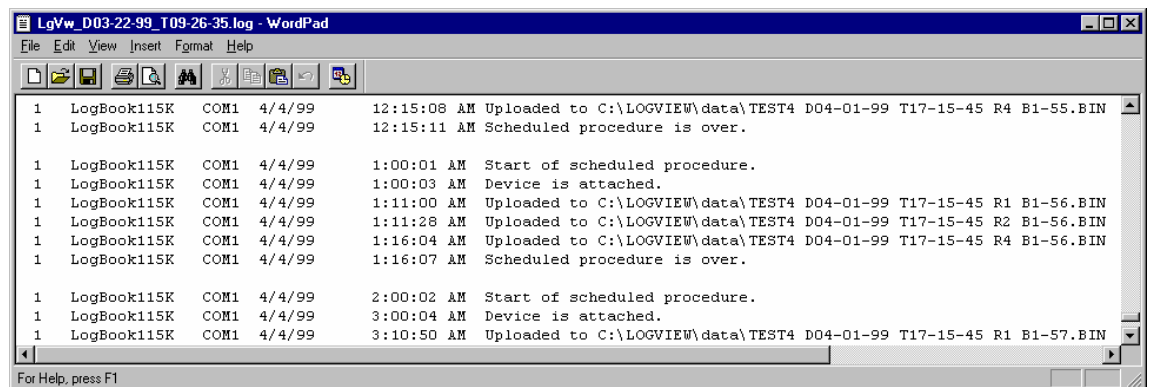 LgVw_D03-22-99_T09-26-35.log - WordPad
File Edit View Insert Format Help
1 LogBook115K COM1 4/4/99 12:15:08 AM Uploaded to C:\LOGVIEW\data\TEST4 D04-01-99 T17-15-45 R4 B1-55.BIN
1 LogBook115K COM1 4/4/99 12:15:11 AM Scheduled procedure is over.
1 LogBook115K COM1 4/4/99 1:00:01 AM Start of scheduled procedure.
1 LogBook115K COM1 4/4/99 1:00:03 AM Device is attached.
1 LogBook115K COM1 4/4/99 1:11:00 AM Uploaded to C:\LOGVIEW\data\TEST4 D04-01-99 T17-15-45 R1 B1-56.BIN
1 LogBook115K COM1 4/4/99 1:11:28 AM Uploaded to C:\LOGVIEW\data\TEST4 D04-01-99 T17-15-45 R2 B1-56.BIN
1 LogBook115K COM1 4/4/99 1:16:04 AM Uploaded to C:\LOGVIEW\data\TEST4 D04-01-99 T17-15-45 R4 B1-56.BIN
1 LogBook115K COM1 4/4/99 1:16:07 AM Scheduled procedure is over.
1 LogBook115K COM1 4/4/99 2:00:02 AM Start of scheduled procedure.
1 LogBook115K COM1 4/4/99 3:00:04 AM Device is attached.
1 LogBook115K COM1 4/4/99 3:10:50 AM Uploaded to C:\LOGVIEW\data\TEST4 D04-01-99 T17-15-45 R1 B1-57.BIN
For Help, press F1